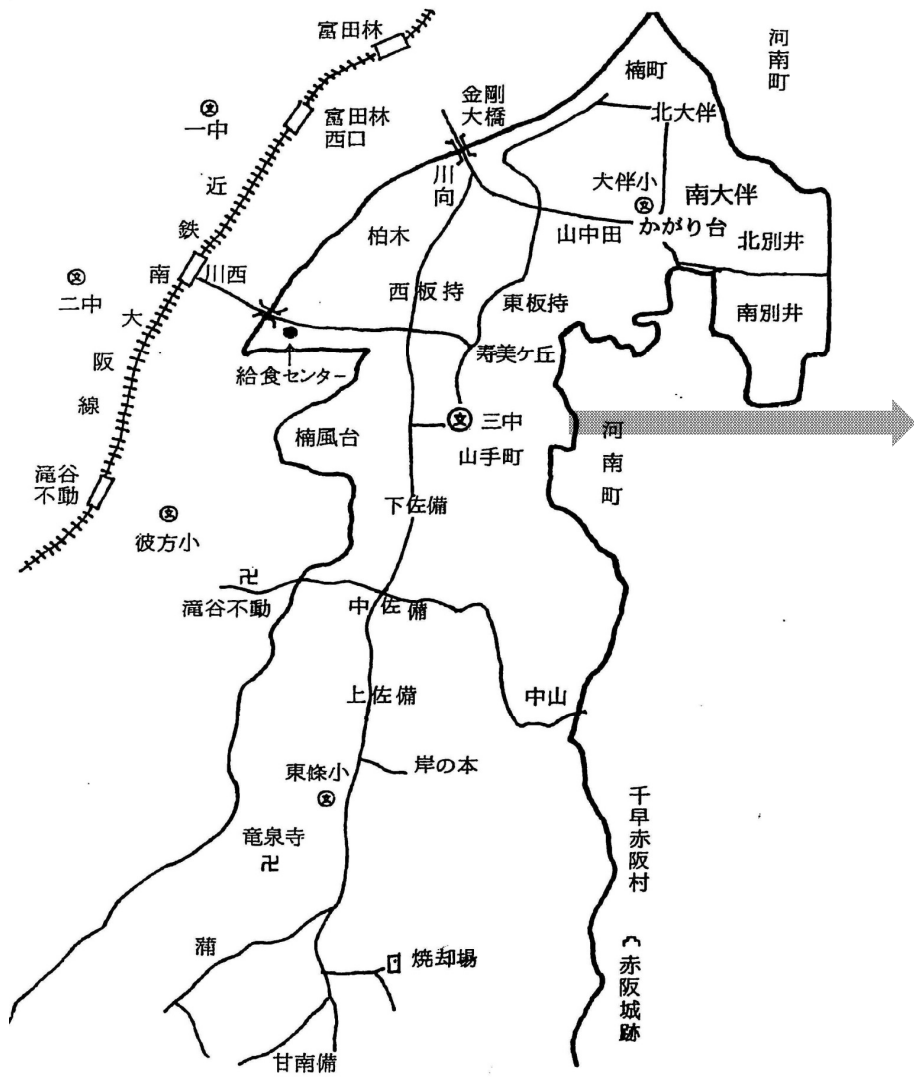 富田林
河南町
楠町
金剛
大橋
北大伴
一中
富田林
西口
川向
大伴小
南大伴
かがり台
山中田
北別井
近鉄南大阪線
柏木
川西
二中
西板持
東板持
南別井
給食センター
寿美ケ丘
楠風台
三中
山手町
河南町
滝谷
不動
下佐備
彼方小
滝谷不動
中佐備
上佐備
中山
岸の本
東條小
千早赤阪村
竜泉寺
蒲
焼却場
赤阪城跡
甘南備